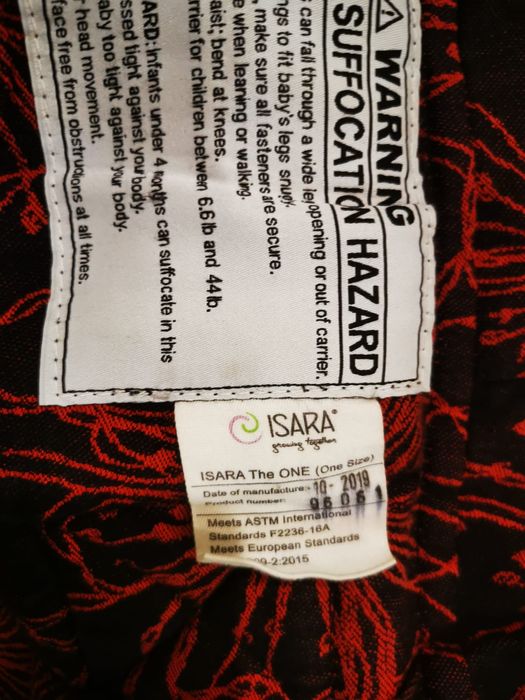 WARNING
SUFFOCATION HAZARD
can fall through a wide leg opening or out of carrier.
to fit baby's legs snugly.
, make sure all fasteners are secure.
when leaning or walking.
bend at knees.
for children between 6.6 lb and 44 lb.
ARD: Infants under 4 months can suffocate in this
essed tight against your body.
aby too tight against your body.
head movement.
face free from obstructions at all times.
ISARA®
growing together
ISARA The ONE (One Size)
Date of manufacture: 10-2019
Product number: 96061
Meets ASTM International
Standards F2236-16A
Meets European Standards
-2:2015